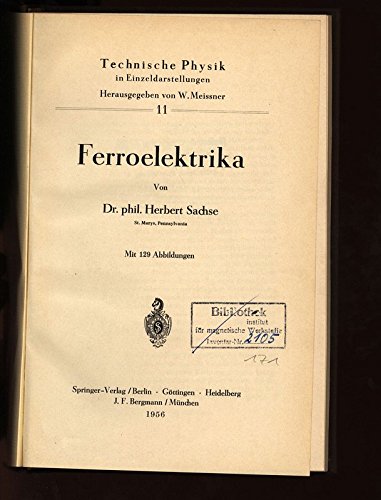 Technische Physik
in Einzeldarstellungen
Herausgegeben von W. Meissner
11
Ferroelektrika
Von
Dr. phil. Herbert Sachse
St. Marys, Pennsylvania
Mit 129 Abbildungen
Bibliothek
institut
für magnetische Werkstoffe
Inventar-Nr. 2105
171
Springer-Verlag / Berlin · Göttingen · Heidelberg
J. F. Bergmann / München
1956